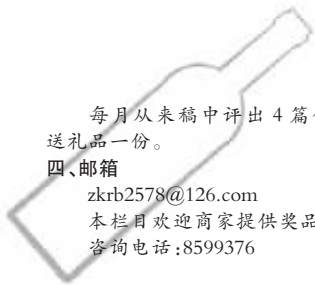 每月从来稿中评出 4 篇
送礼品一份。
四、邮箱
zkrb2578@126.com
本栏目欢迎商家提供奖品
咨询电话:8599376